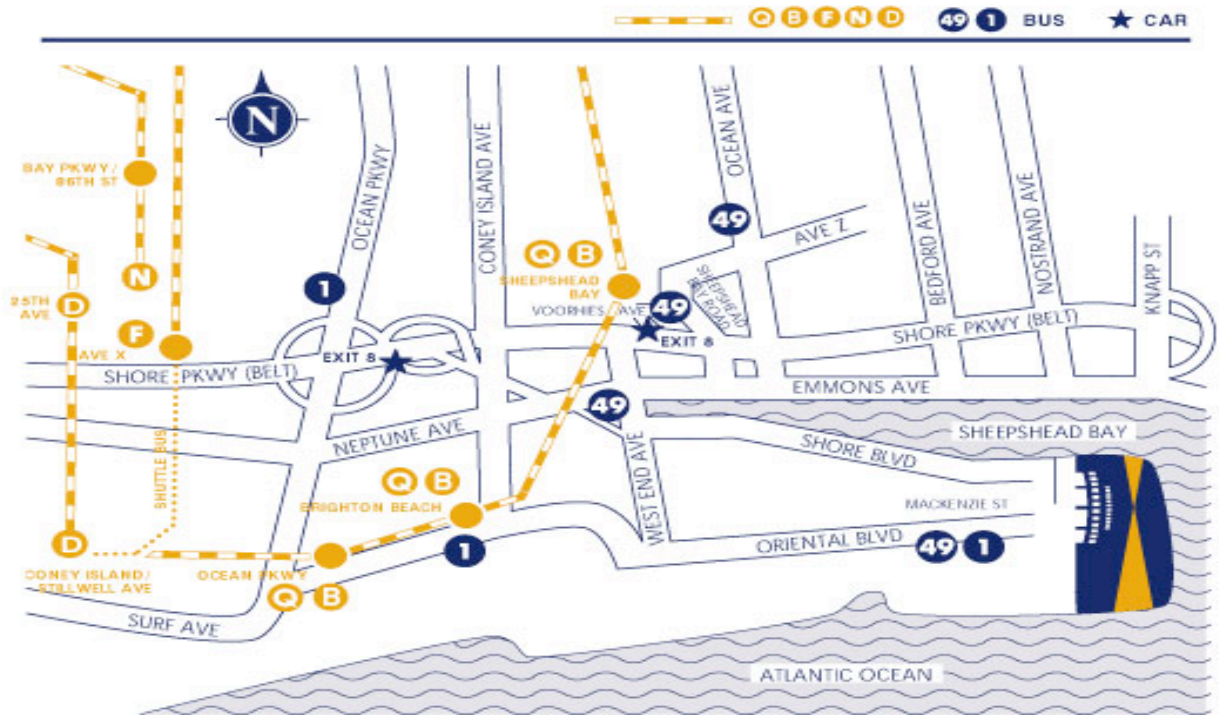 Q B F N D 49 1 BUS ★ CAR
N
BAY PKWY /
86TH ST
OCEAN PKWY
CONEY ISLAND AVE
OCEAN AVE
49
AVE Z
BEDFORD AVE
NOSTRAND AVE
KNAPP ST
Q B
SHEEPSHEAD
BAY
SHEEPSHEAD
BAY ROAD
N
1
D
25TH
AVE
VOORHIES AVE
49
F
AVE X
EXIT 8
EXIT 8
SHORE PKWY (BELT)
SHORE PKWY (BELT)
EMMONS AVE
49
NEPTUNE AVE
SHEEPSHEAD BAY
SHORE BLVD
SHUTTLE BUS
Q B
BRIGHTON BEACH
WEST END AVE
MACKENZIE ST
D
1
ORIENTAL BLVD
49 1
CONEY ISLAND /
STILLWELL AVE
OCEAN PKWY
Q B
SURF AVE
ATLANTIC OCEAN